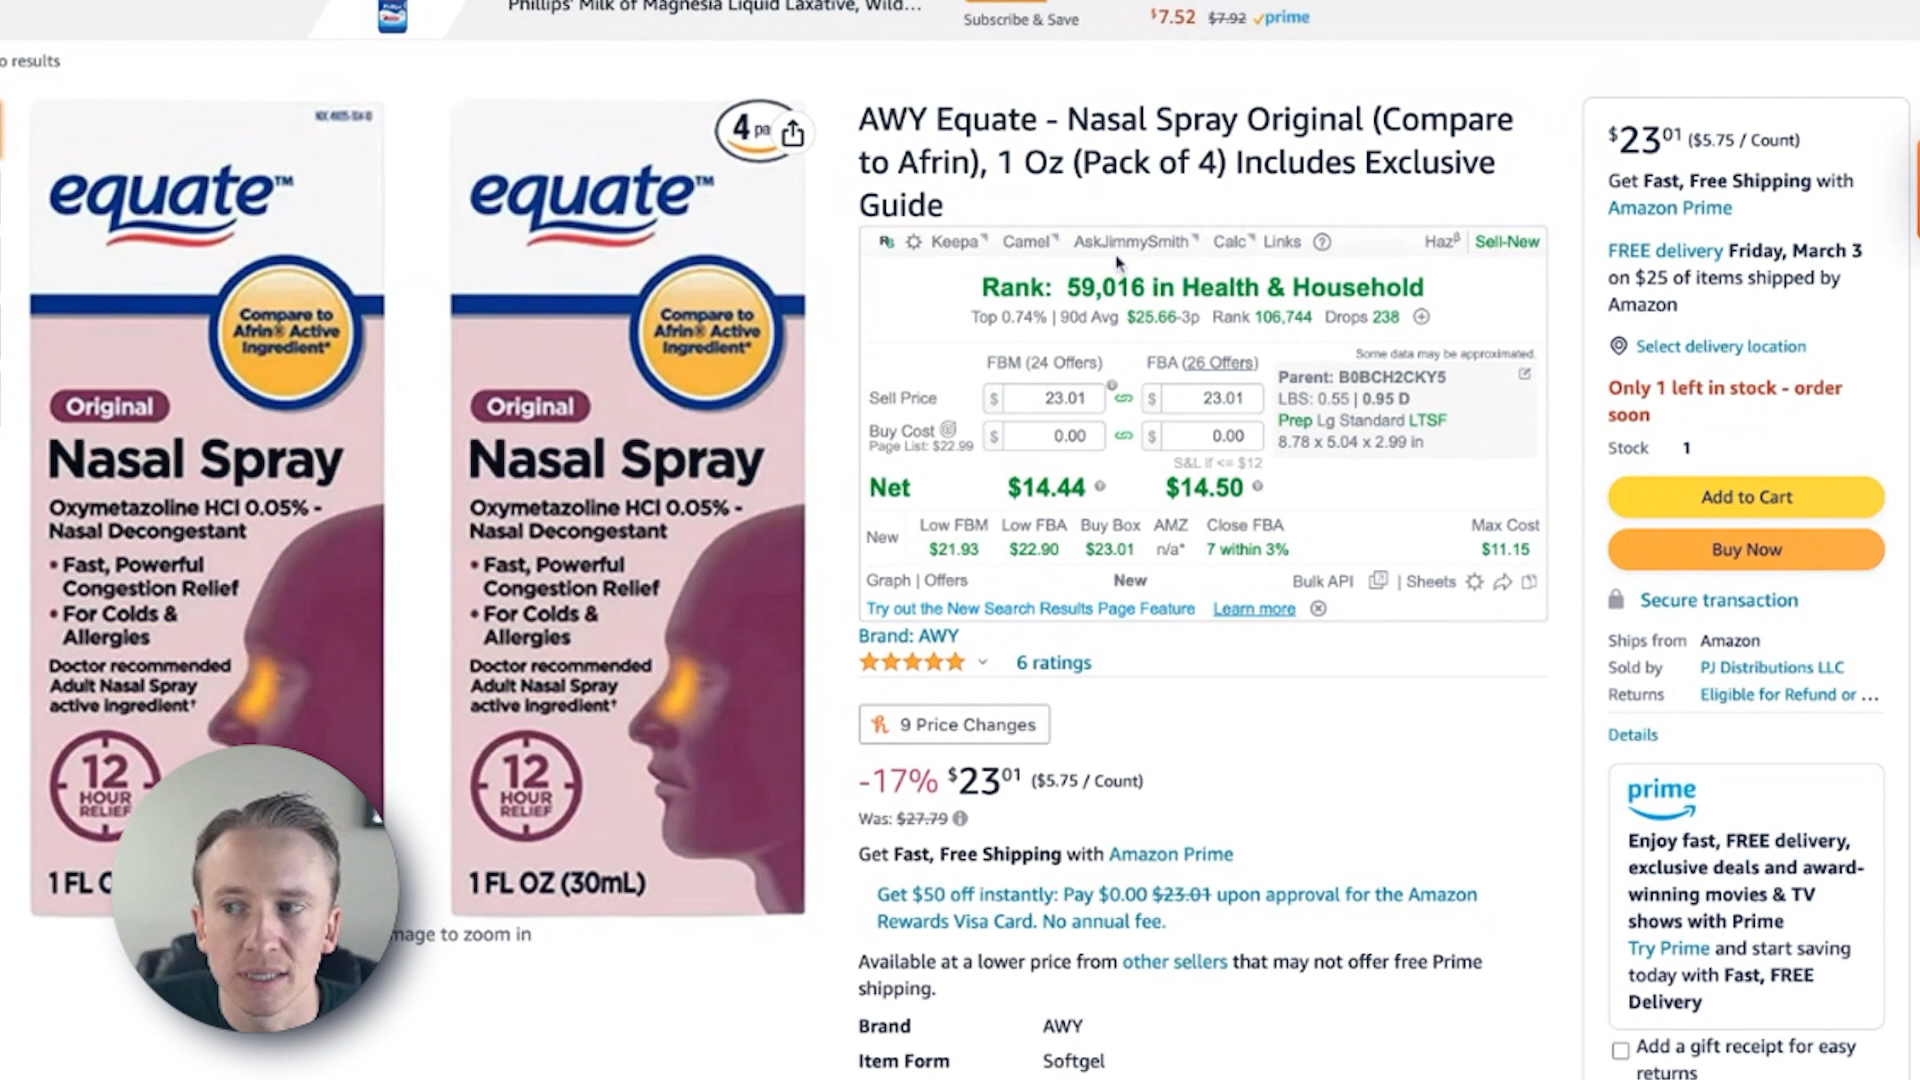 Phillips' Milk of Magnesia Liquid Laxative, Wild...
Subscribe & Save
$7.52 $7.92 prime
o results
equate™
Compare to
Afrin® Active
Ingredient*
Original
Nasal Spray
Oxymetazoline HCl 0.05% -
Nasal Decongestant
• Fast, Powerful
Congestion Relief
• For Colds &
Allergies
Doctor recommended
Adult Nasal Spray
active ingredient†
12
HOUR
RELIEF
1 FL O
4 pa
equate™
Compare to
Afrin® Active
Ingredient*
Original
Nasal Spray
Oxymetazoline HCl 0.05% -
Nasal Decongestant
• Fast, Powerful
Congestion Relief
• For Colds &
Allergies
Doctor recommended
Adult Nasal Spray
active ingredient†
12
HOUR
RELIEF
1 FL OZ (30mL)
mage to zoom in
AWY Equate - Nasal Spray Original (Compare
to Afrin), 1 Oz (Pack of 4) Includes Exclusive
Guide
Keepa Camel AskJimmySmith Calc Links ? Haz β Sell-New
Rank: 59,016 in Health & Household
Top 0.74% | 90d Avg $25.66-3p Rank 106,744 Drops 238
Some data may be approximated.
FBM (24 Offers) FBA (26 Offers)
Sell Price $ 23.01 $ 23.01
Buy Cost $ 0.00 $ 0.00
Page List: $22.99
S&L if <= $12
Parent: B0BCH2CKY5
LBS: 0.55 | 0.95 D
Prep Lg Standard LTSF
8.78 x 5.04 x 2.99 in
Net $14.44 $14.50
New Low FBM Low FBA Buy Box AMZ Close FBA Max Cost
$21.93 $22.90 $23.01 n/a* 7 within 3% $11.15
Graph | Offers New Bulk API | Sheets
Try out the New Search Results Page Feature Learn more
Brand: AWY
6 ratings
9 Price Changes
-17% $23⁰¹ ($5.75 / Count)
Was: $27.79
Get Fast, Free Shipping with Amazon Prime
Get $50 off instantly: Pay $0.00 $23.01 upon approval for the Amazon
Rewards Visa Card. No annual fee.
Available at a lower price from other sellers that may not offer free Prime
shipping.
Brand AWY
Item Form Softgel
$23⁰¹ ($5.75 / Count)
Get Fast, Free Shipping with
Amazon Prime
FREE delivery Friday, March 3
on $25 of items shipped by
Amazon
Select delivery location
Only 1 left in stock - order
soon
Stock 1
Add to Cart
Buy Now
Secure transaction
Ships from Amazon
Sold by PJ Distributions LLC
Returns Eligible for Refund or ...
Details
prime
Enjoy fast, FREE delivery,
exclusive deals and award-
winning movies & TV
shows with Prime
Try Prime and start saving
today with Fast, FREE
Delivery
Add a gift receipt for easy
returns